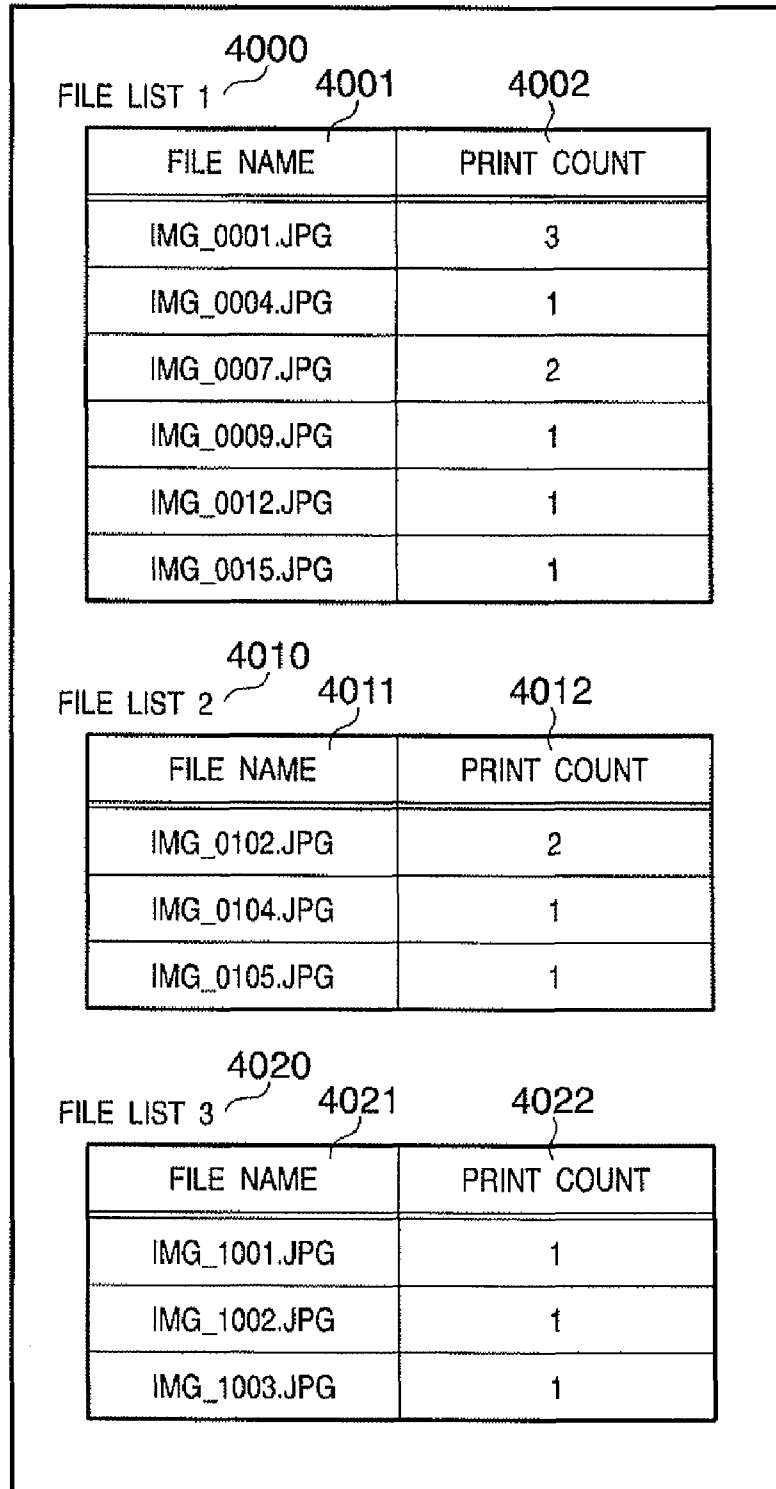 4000
FILE LIST 1 4001 4002
FILE NAME PRINT COUNT
IMG_0001.JPG 3
IMG_0004.JPG 1
IMG_0007.JPG 2
IMG_0009.JPG 1
IMG_0012.JPG 1
IMG_0015.JPG 1
4010
FILE LIST 2 4011 4012
FILE NAME PRINT COUNT
IMG_0102.JPG 2
IMG_0104.JPG 1
IMG_0105.JPG 1
4020
FILE LIST 3 4021 4022
FILE NAME PRINT COUNT
IMG_1001.JPG 1
IMG_1002.JPG 1
IMG_1003.JPG 1